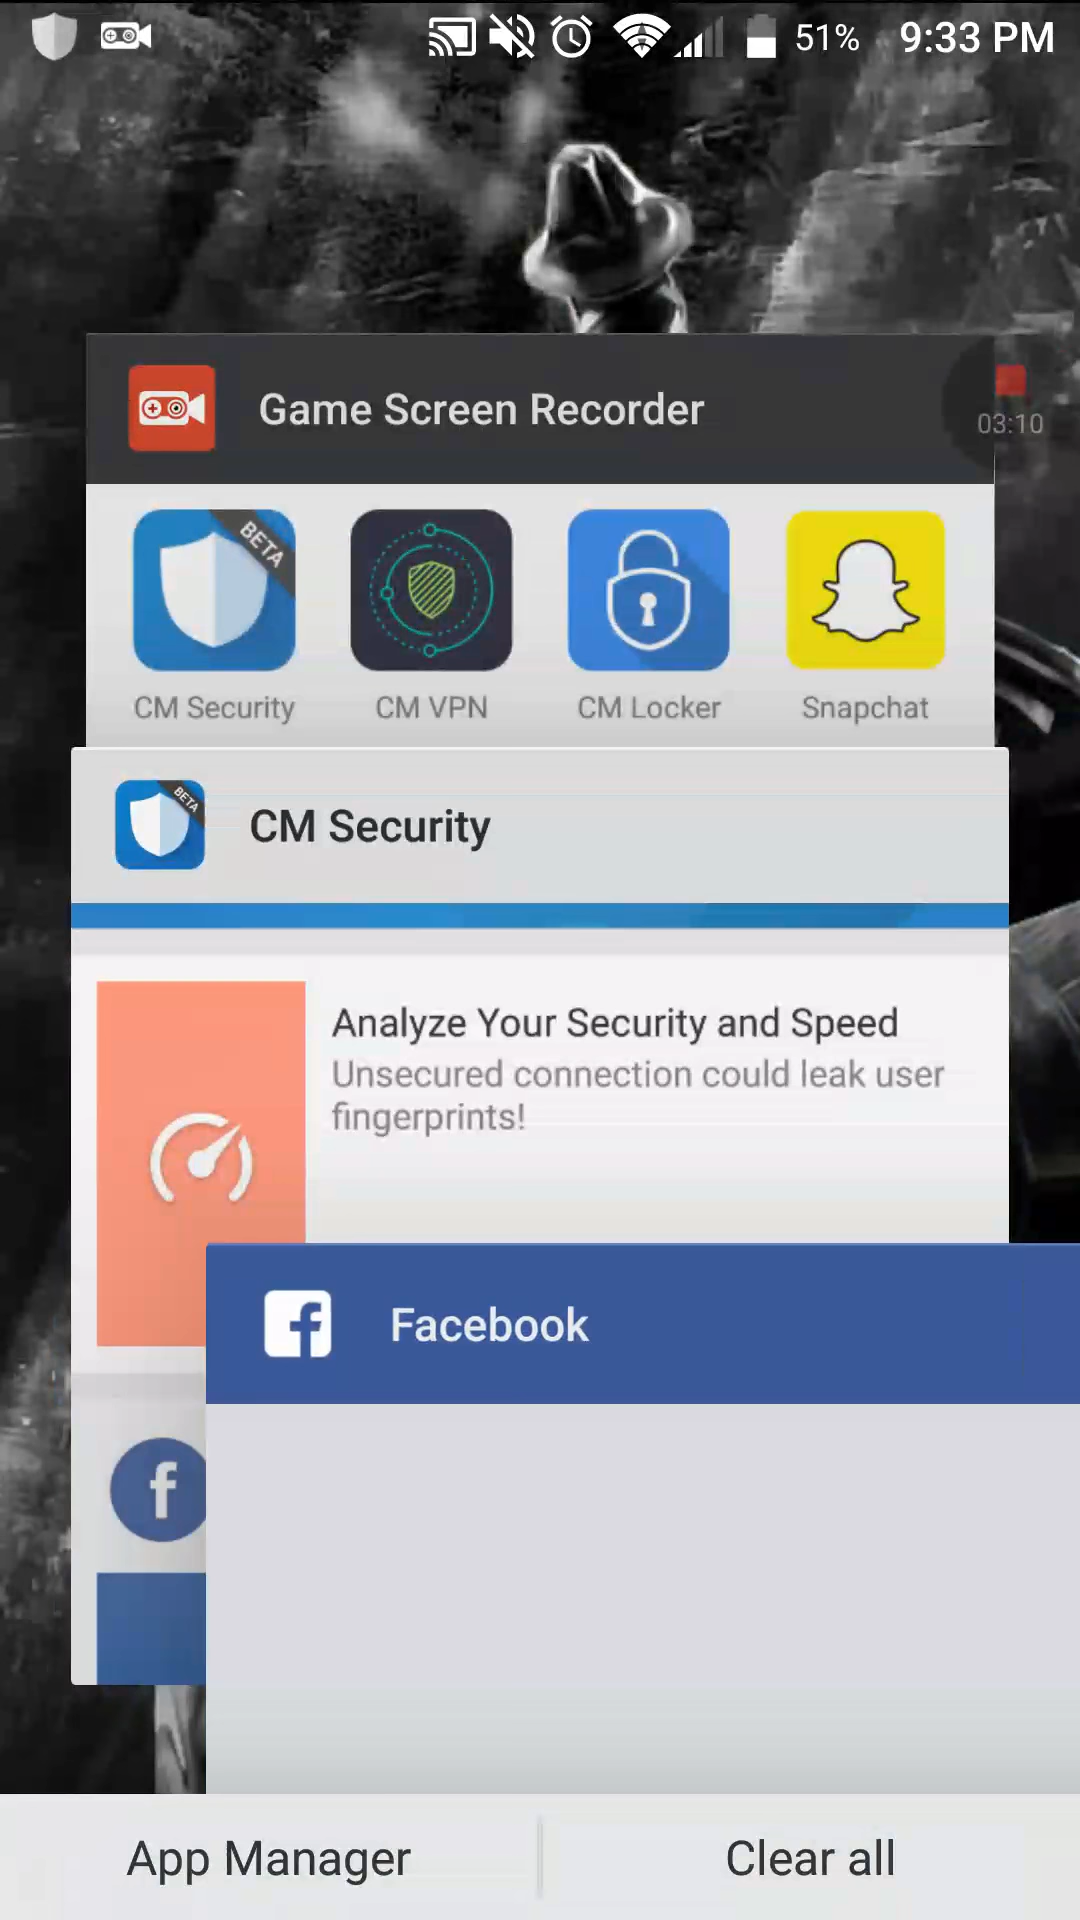 51% 9:33 PM
Game Screen Recorder
03:10
BETA
CM Security CM VPN CM Locker Snapchat
BETA
CM Security
Analyze Your Security and Speed
Unsecured connection could leak user
fingerprints!
Facebook
App Manager Clear all